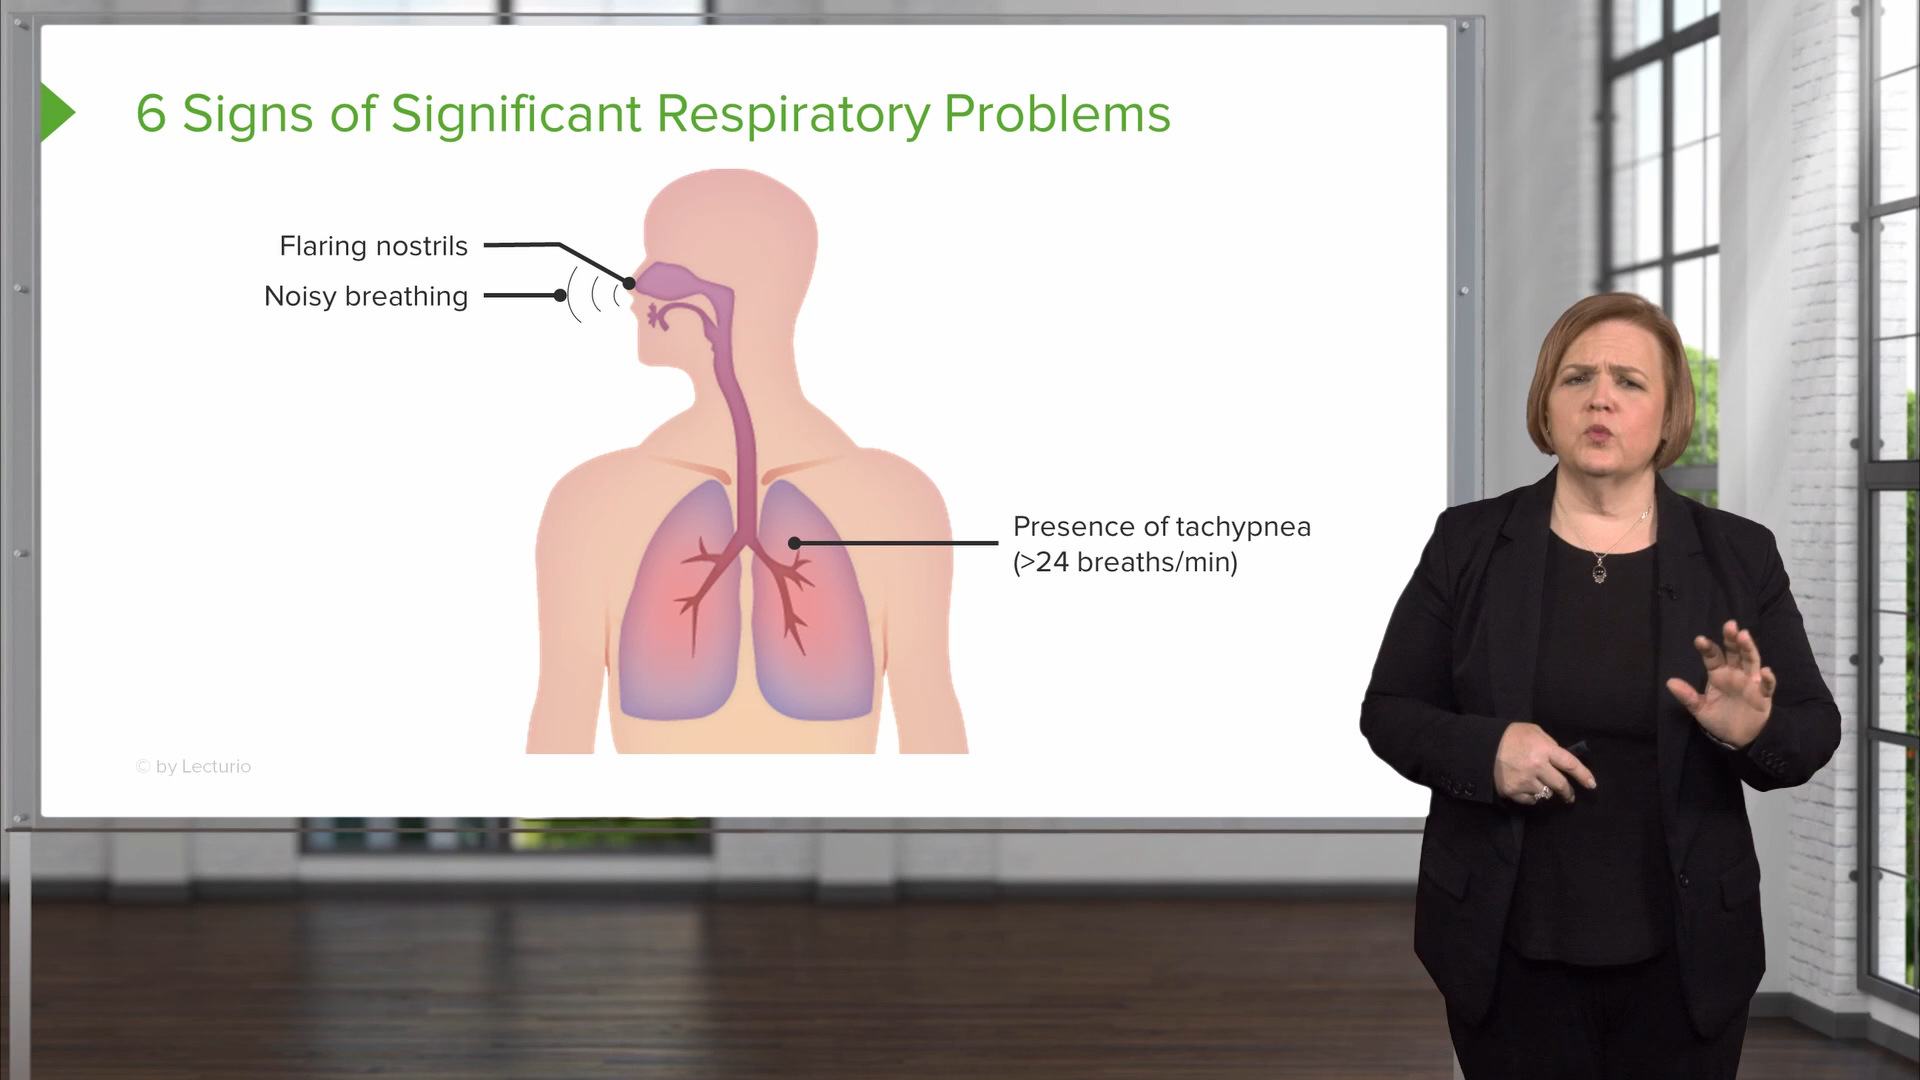 6 Signs of Significant Respiratory Problems
Flaring nostrils
Noisy breathing
Presence of tachypnea
(>24 breaths/min)
© by Lecturio